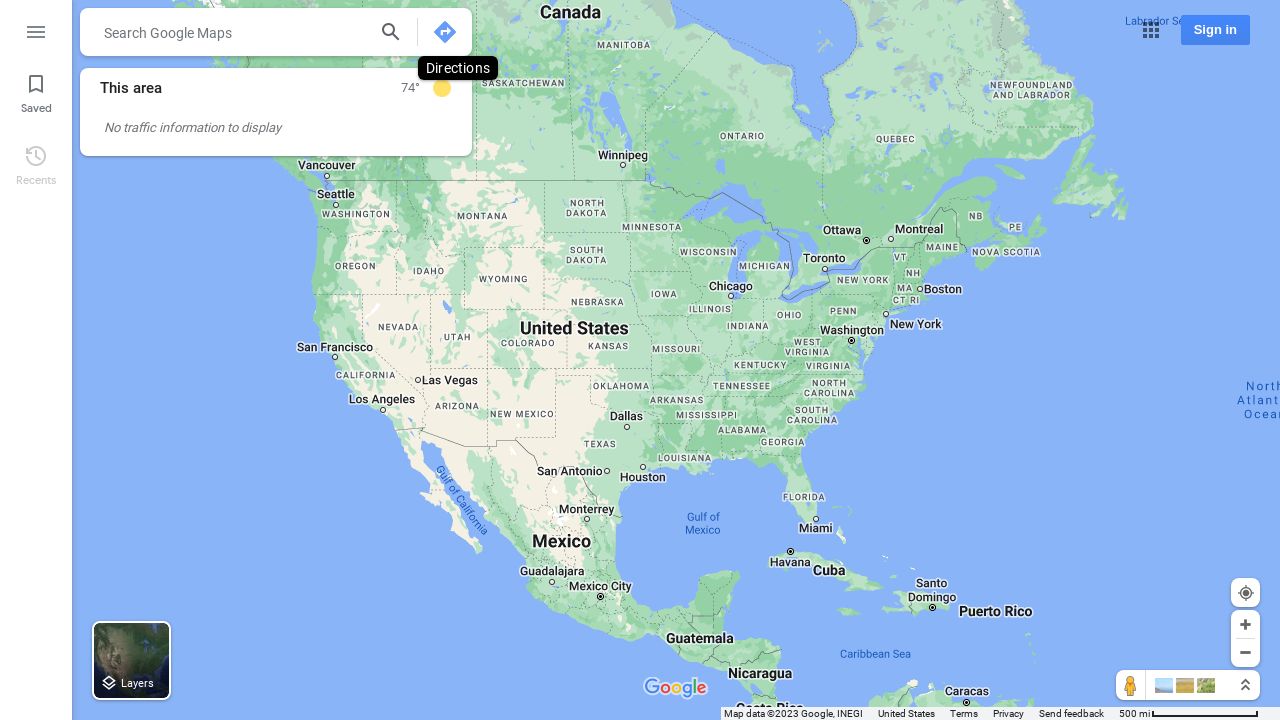 Search Google Maps
Directions
Sign in
This area
74°
No traffic information to display
Saved
Recents
Canada
MANITOBA
SASKATCHEWAN
NEWFOUNDLAND
AND LABRADOR
ONTARIO
QUEBEC
Vancouver
Winnipeg
Seattle
WASHINGTON
MONTANA
NORTH
DAKOTA
MINNESOTA
Ottawa
Montreal
NB
PE
NOVA SCOTIA
MAINE
OREGON
IDAHO
SOUTH
DAKOTA
WISCONSIN
MICHIGAN
Toronto
VT
NH
WYOMING
NEW YORK
MA
CT RI
Boston
Chicago
IOWA
NEBRASKA
ILLINOIS
OHIO
PENN
NEVADA
United States
INDIANA
Washington
New York
UTAH
COLORADO
KANSAS
MISSOURI
WEST
VIRGINIA
San Francisco
KENTUCKY
VIRGINIA
CALIFORNIA
Las Vegas
OKLAHOMA
TENNESSEE
NORTH
CAROLINA
Los Angeles
ARIZONA
NEW MEXICO
ARKANSAS
MISSISSIPPI
SOUTH
CAROLINA
Dallas
ALABAMA
GEORGIA
TEXAS
LOUISIANA
San Antonio
Houston
Gulf of California
FLORIDA
Monterrey
Gulf of
Mexico
Miami
Mexico
Havana
Cuba
Guadalajara
Mexico City
Santo
Domingo
Puerto Rico
Guatemala
Caribbean Sea
Nicaragua
Caracas
Layers
Google
Map data ©2023 Google, INEGI
United States
Terms
Privacy
Send feedback
500 mi